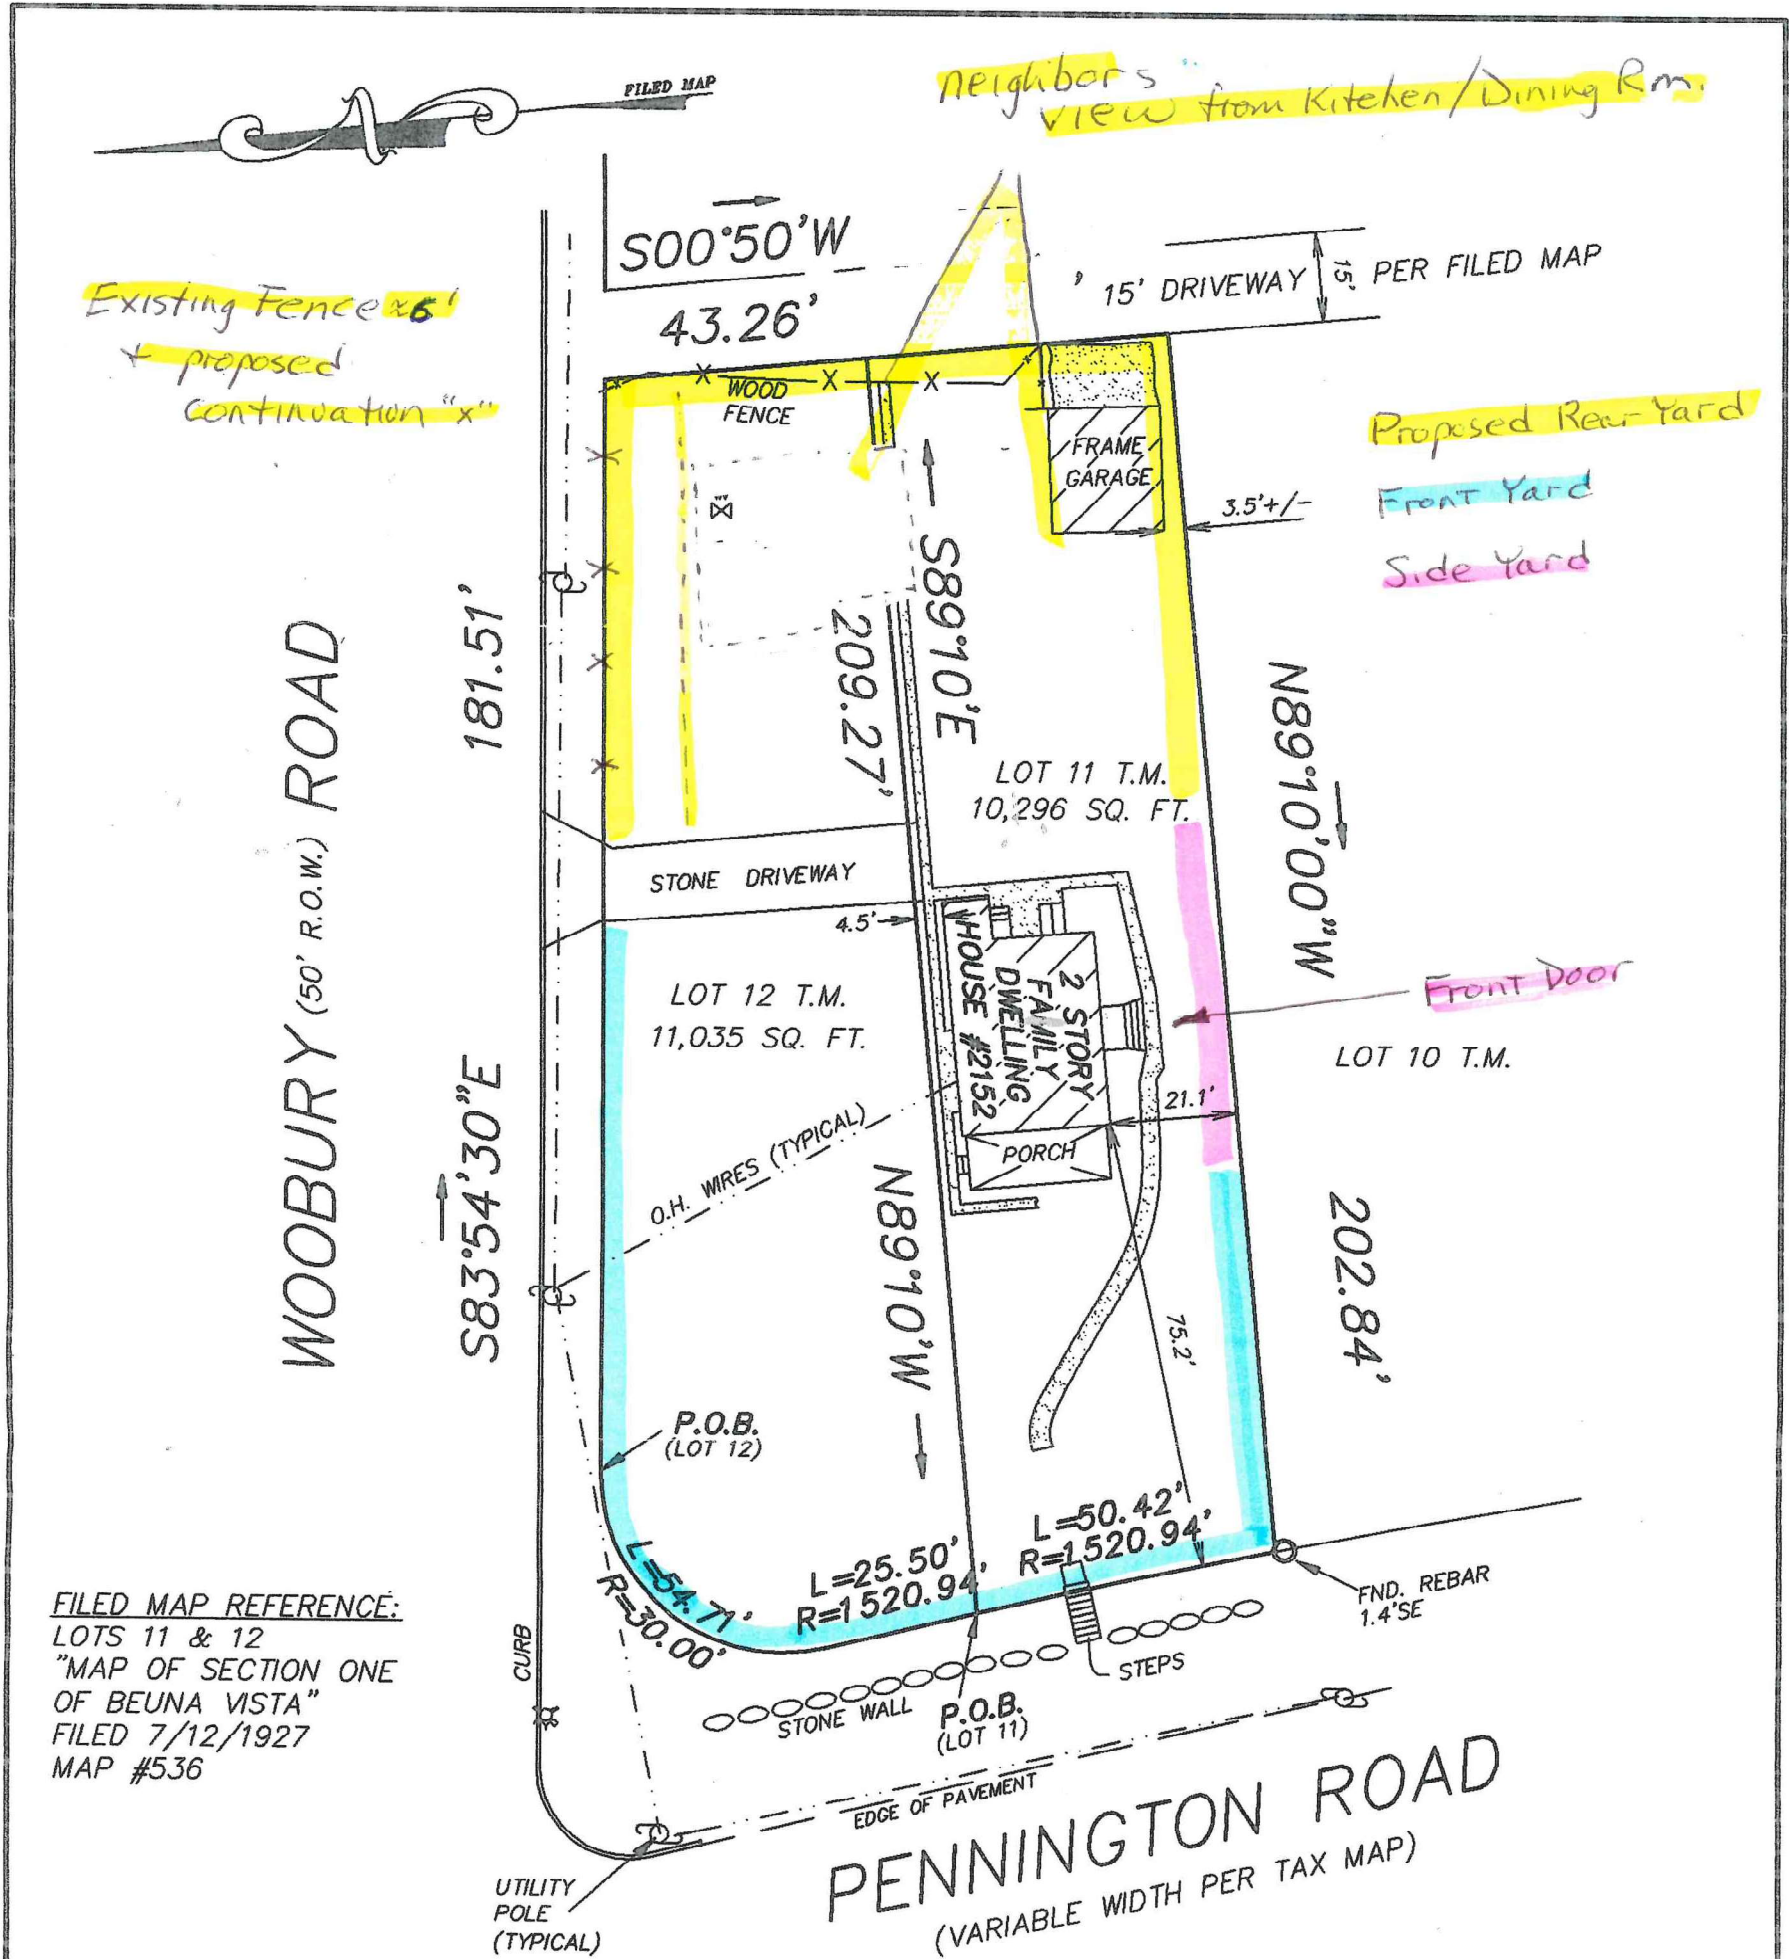 FILED MAP
neighbors
view from Kitchen/Dining Rm.
S00°50'W
43.26'
15' DRIVEWAY
15'
PER FILED MAP
Existing Fence ≈6'
+ proposed
continuation "x"
WOOD
FENCE
FRAME
GARAGE
3.5'+/-
Proposed Rear Yard
Front Yard
Side Yard
WOOBURY (50' R.O.W.) ROAD
181.51'
S83°54'30"E
S89°10'E
209.27'
LOT 11 T.M.
10,296 SQ. FT.
N89°10'00"W
202.84'
STONE DRIVEWAY
4.5'
LOT 12 T.M.
11,035 SQ. FT.
2 STORY
FAMILY
DWELLING
HOUSE #2152
Front Door
LOT 10 T.M.
21.1'
PORCH
O.H. WIRES (TYPICAL)
N89°10'W
75.2'
P.O.B.
(LOT 12)
L=54.71'
R=30.00'
L=25.50'
R=1520.94'
L=50.42'
R=1520.94'
FND. REBAR
1.4'SE
STEPS
STONE WALL
P.O.B.
(LOT 11)
CURB
FILED MAP REFERENCE:
LOTS 11 & 12
"MAP OF SECTION ONE
OF BEUNA VISTA"
FILED 7/12/1927
MAP #536
EDGE OF PAVEMENT
PENNINGTON ROAD
(VARIABLE WIDTH PER TAX MAP)
UTILITY
POLE
(TYPICAL)